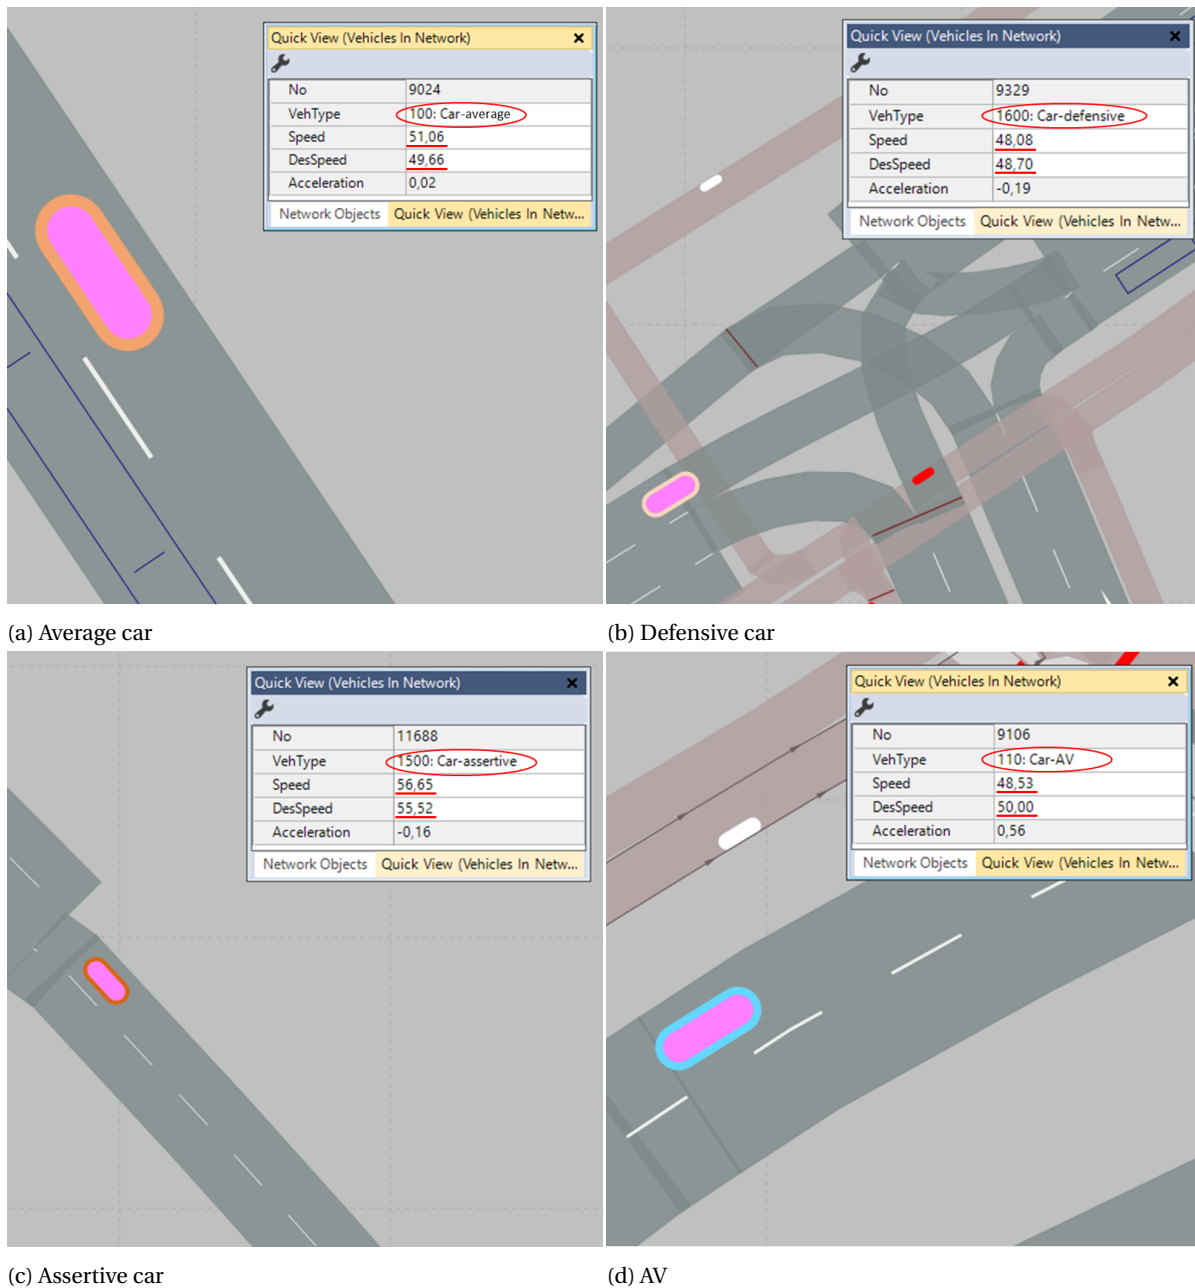 Quick View (Vehicles In Network)
No 9024
VehType 100: Car-average
Speed 51,06
DesSpeed 49,66
Acceleration 0,02
Network Objects Quick View (Vehicles In Netw...
Quick View (Vehicles In Network)
No 9329
VehType 1600: Car-defensive
Speed 48,08
DesSpeed 48,70
Acceleration -0,19
Network Objects Quick View (Vehicles In Netw...
(a) Average car
(b) Defensive car
Quick View (Vehicles In Network)
No 11688
VehType 1500: Car-assertive
Speed 56,65
DesSpeed 55,52
Acceleration -0,16
Network Objects Quick View (Vehicles In Netw...
Quick View (Vehicles In Network)
No 9106
VehType 110: Car-AV
Speed 48,53
DesSpeed 50,00
Acceleration 0,56
Network Objects Quick View (Vehicles In Netw...
(c) Assertive car
(d) AV